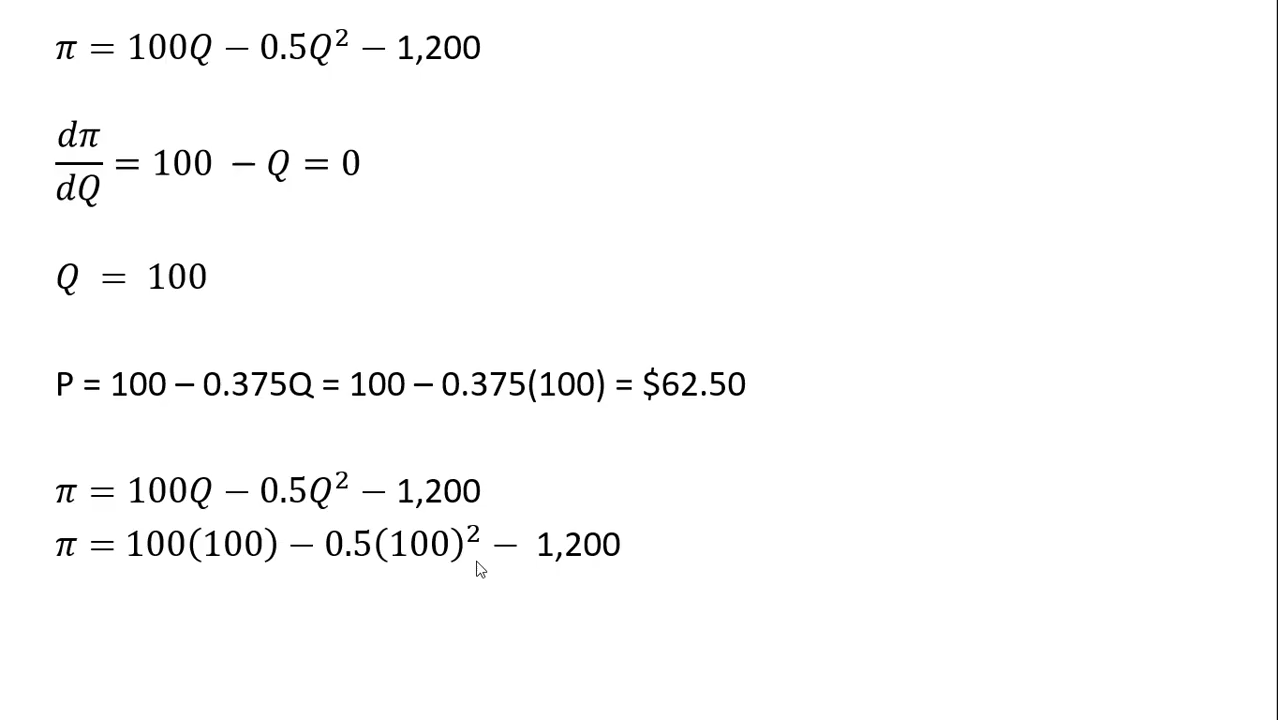 π = 100Q − 0.5Q² − 1,200
dπ/dQ = 100 − Q = 0
Q = 100
P = 100 – 0.375Q = 100 – 0.375(100) = $62.50
π = 100Q − 0.5Q² − 1,200
π = 100(100) − 0.5(100)² − 1,200